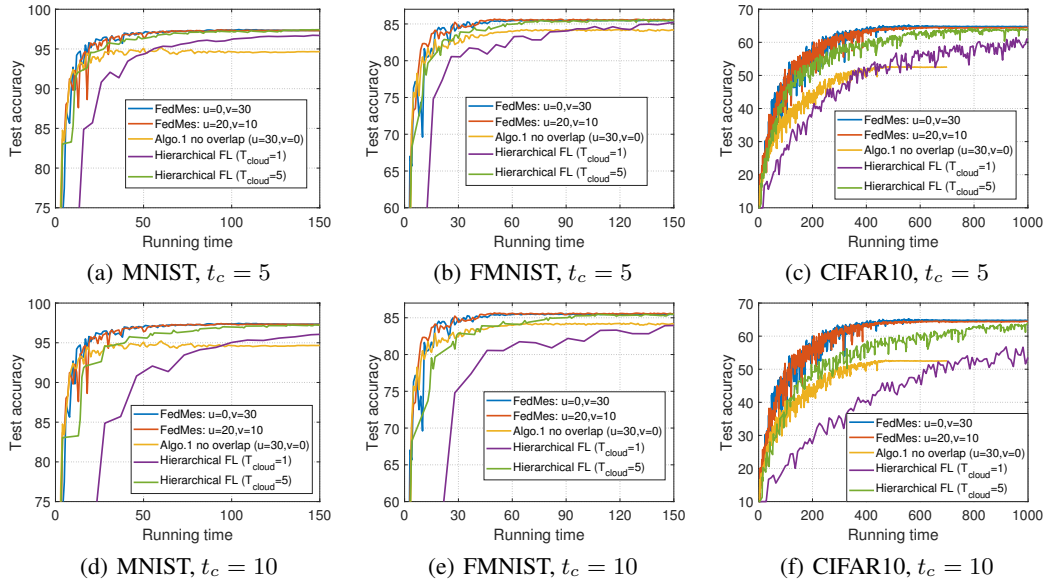 100
95
90
85
80
75
0 50 100 150
Test accuracy
Running time
FedMes: u=0,v=30
FedMes: u=20,v=10
Algo.1 no overlap (u=30,v=0)
Hierarchical FL (T_cloud=1)
Hierarchical FL (T_cloud=5)
(a) MNIST, t_c = 5
85
80
75
70
65
60
0 30 60 90 120 150
Test accuracy
Running time
FedMes: u=0,v=30
FedMes: u=20,v=10
Algo.1 no overlap (u=30,v=0)
Hierarchical FL (T_cloud=1)
Hierarchical FL (T_cloud=5)
(b) FMNIST, t_c = 5
70
60
50
40
30
20
10
0 200 400 600 800 1000
Test accuracy
Running time
FedMes: u=0,v=30
FedMes: u=20,v=10
Algo.1 no overlap (u=30,v=0)
Hierarchical FL (T_cloud=1)
Hierarchical FL (T_cloud=5)
(c) CIFAR10, t_c = 5
100
95
90
85
80
75
0 50 100 150
Test accuracy
Running time
FedMes: u=0,v=30
FedMes: u=20,v=10
Algo.1 no overlap (u=30,v=0)
Hierarchical FL (T_cloud=1)
Hierarchical FL (T_cloud=5)
(d) MNIST, t_c = 10
85
80
75
70
65
60
0 30 60 90 120 150
Test accuracy
Running time
FedMes: u=0,v=30
FedMes: u=20,v=10
Algo.1 no overlap (u=30,v=0)
Hierarchical FL (T_cloud=1)
Hierarchical FL (T_cloud=5)
(e) FMNIST, t_c = 10
70
60
50
40
30
20
10
0 200 400 600 800 1000
Test accuracy
Running time
FedMes: u=0,v=30
FedMes: u=20,v=10
Algo.1 no overlap (u=30,v=0)
Hierarchical FL (T_cloud=1)
Hierarchical FL (T_cloud=5)
(f) CIFAR10, t_c = 10